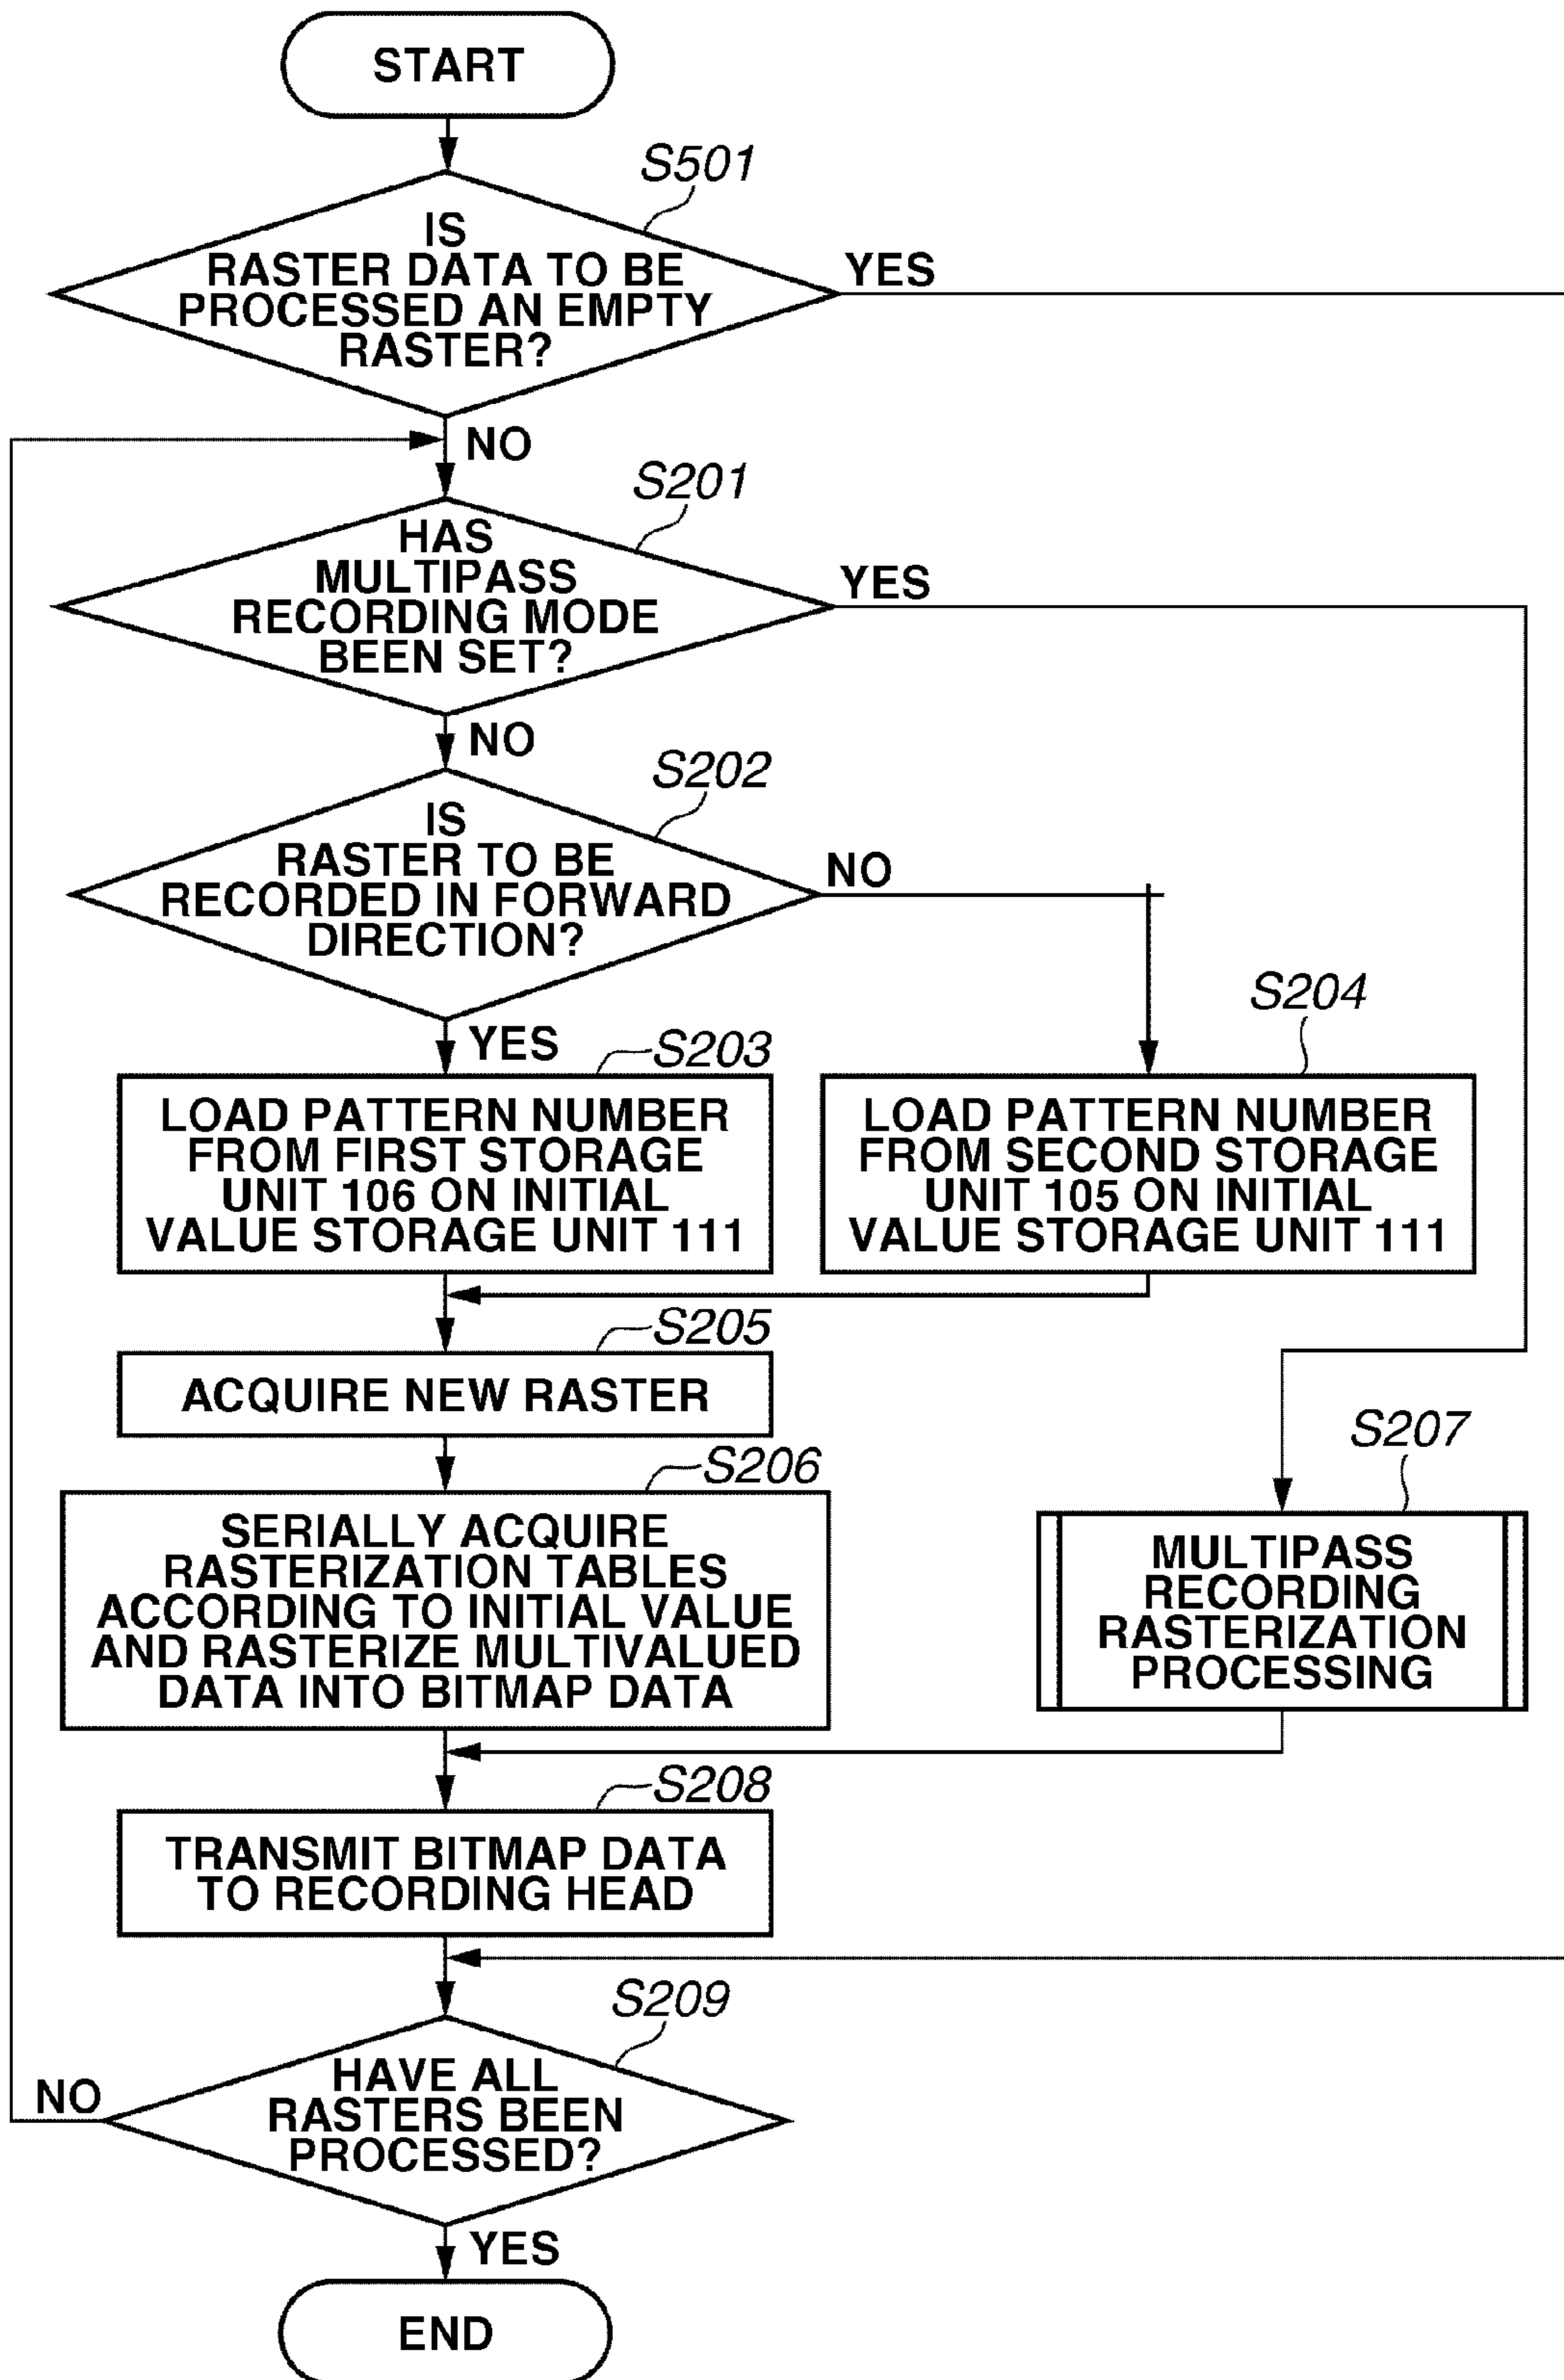 START
S501
IS
RASTER DATA TO BE
PROCESSED AN EMPTY
RASTER?
YES
NO
S201
HAS
MULTIPASS
RECORDING MODE
BEEN SET?
YES
NO
S202
IS
RASTER TO BE
RECORDED IN FORWARD
DIRECTION?
NO
YES
S203
LOAD PATTERN NUMBER
FROM FIRST STORAGE
UNIT 106 ON INITIAL
VALUE STORAGE UNIT 111
S204
LOAD PATTERN NUMBER
FROM SECOND STORAGE
UNIT 105 ON INITIAL
VALUE STORAGE UNIT 111
S205
ACQUIRE NEW RASTER
S206
SERIALLY ACQUIRE
RASTERIZATION TABLES
ACCORDING TO INITIAL VALUE
AND RASTERIZE MULTIVALUED
DATA INTO BITMAP DATA
S207
MULTIPASS
RECORDING
RASTERIZATION
PROCESSING
S208
TRANSMIT BITMAP DATA
TO RECORDING HEAD
S209
HAVE ALL
RASTERS BEEN
PROCESSED?
NO
YES
END